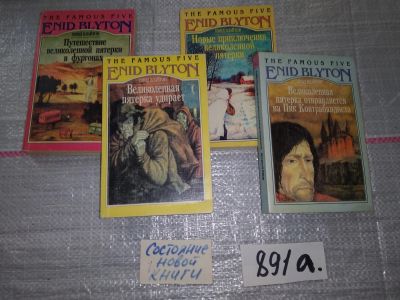 THE FAMOUS FIVE
ENID BLYTON
Путешествие
великолепной пятерки
в фургонах
THE FAMOUS FIVE
ENID BLYTON
Новые приключения
великолепной
пятерки
THE FAMOUS FIVE
ENID BLYTON
Великолепная
пятерка удирает
THE FAMOUS FIVE
ENID BLYTON
Великолепная
пятерка отправляется
на Пик Контрабандиста
Состояние
новой
книги
891а.